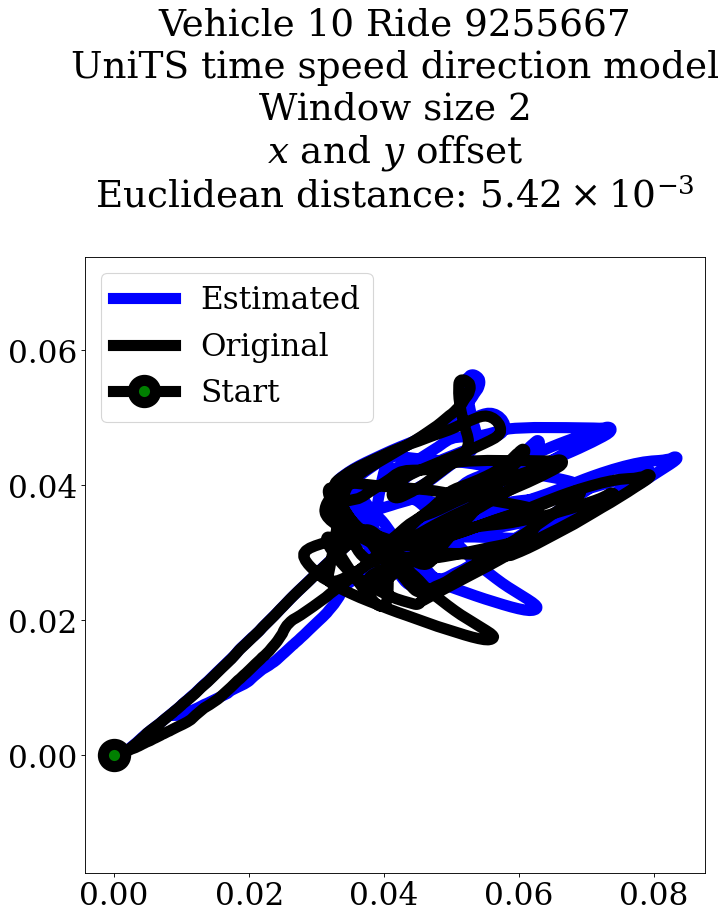 Vehicle 10 Ride 9255667
UniTS time speed direction model
Window size 2
x and y offset
Euclidean distance: 5.42 × 10⁻³
Estimated
Original
Start
0.06
0.04
0.02
0.00
0.00 0.02 0.04 0.06 0.08